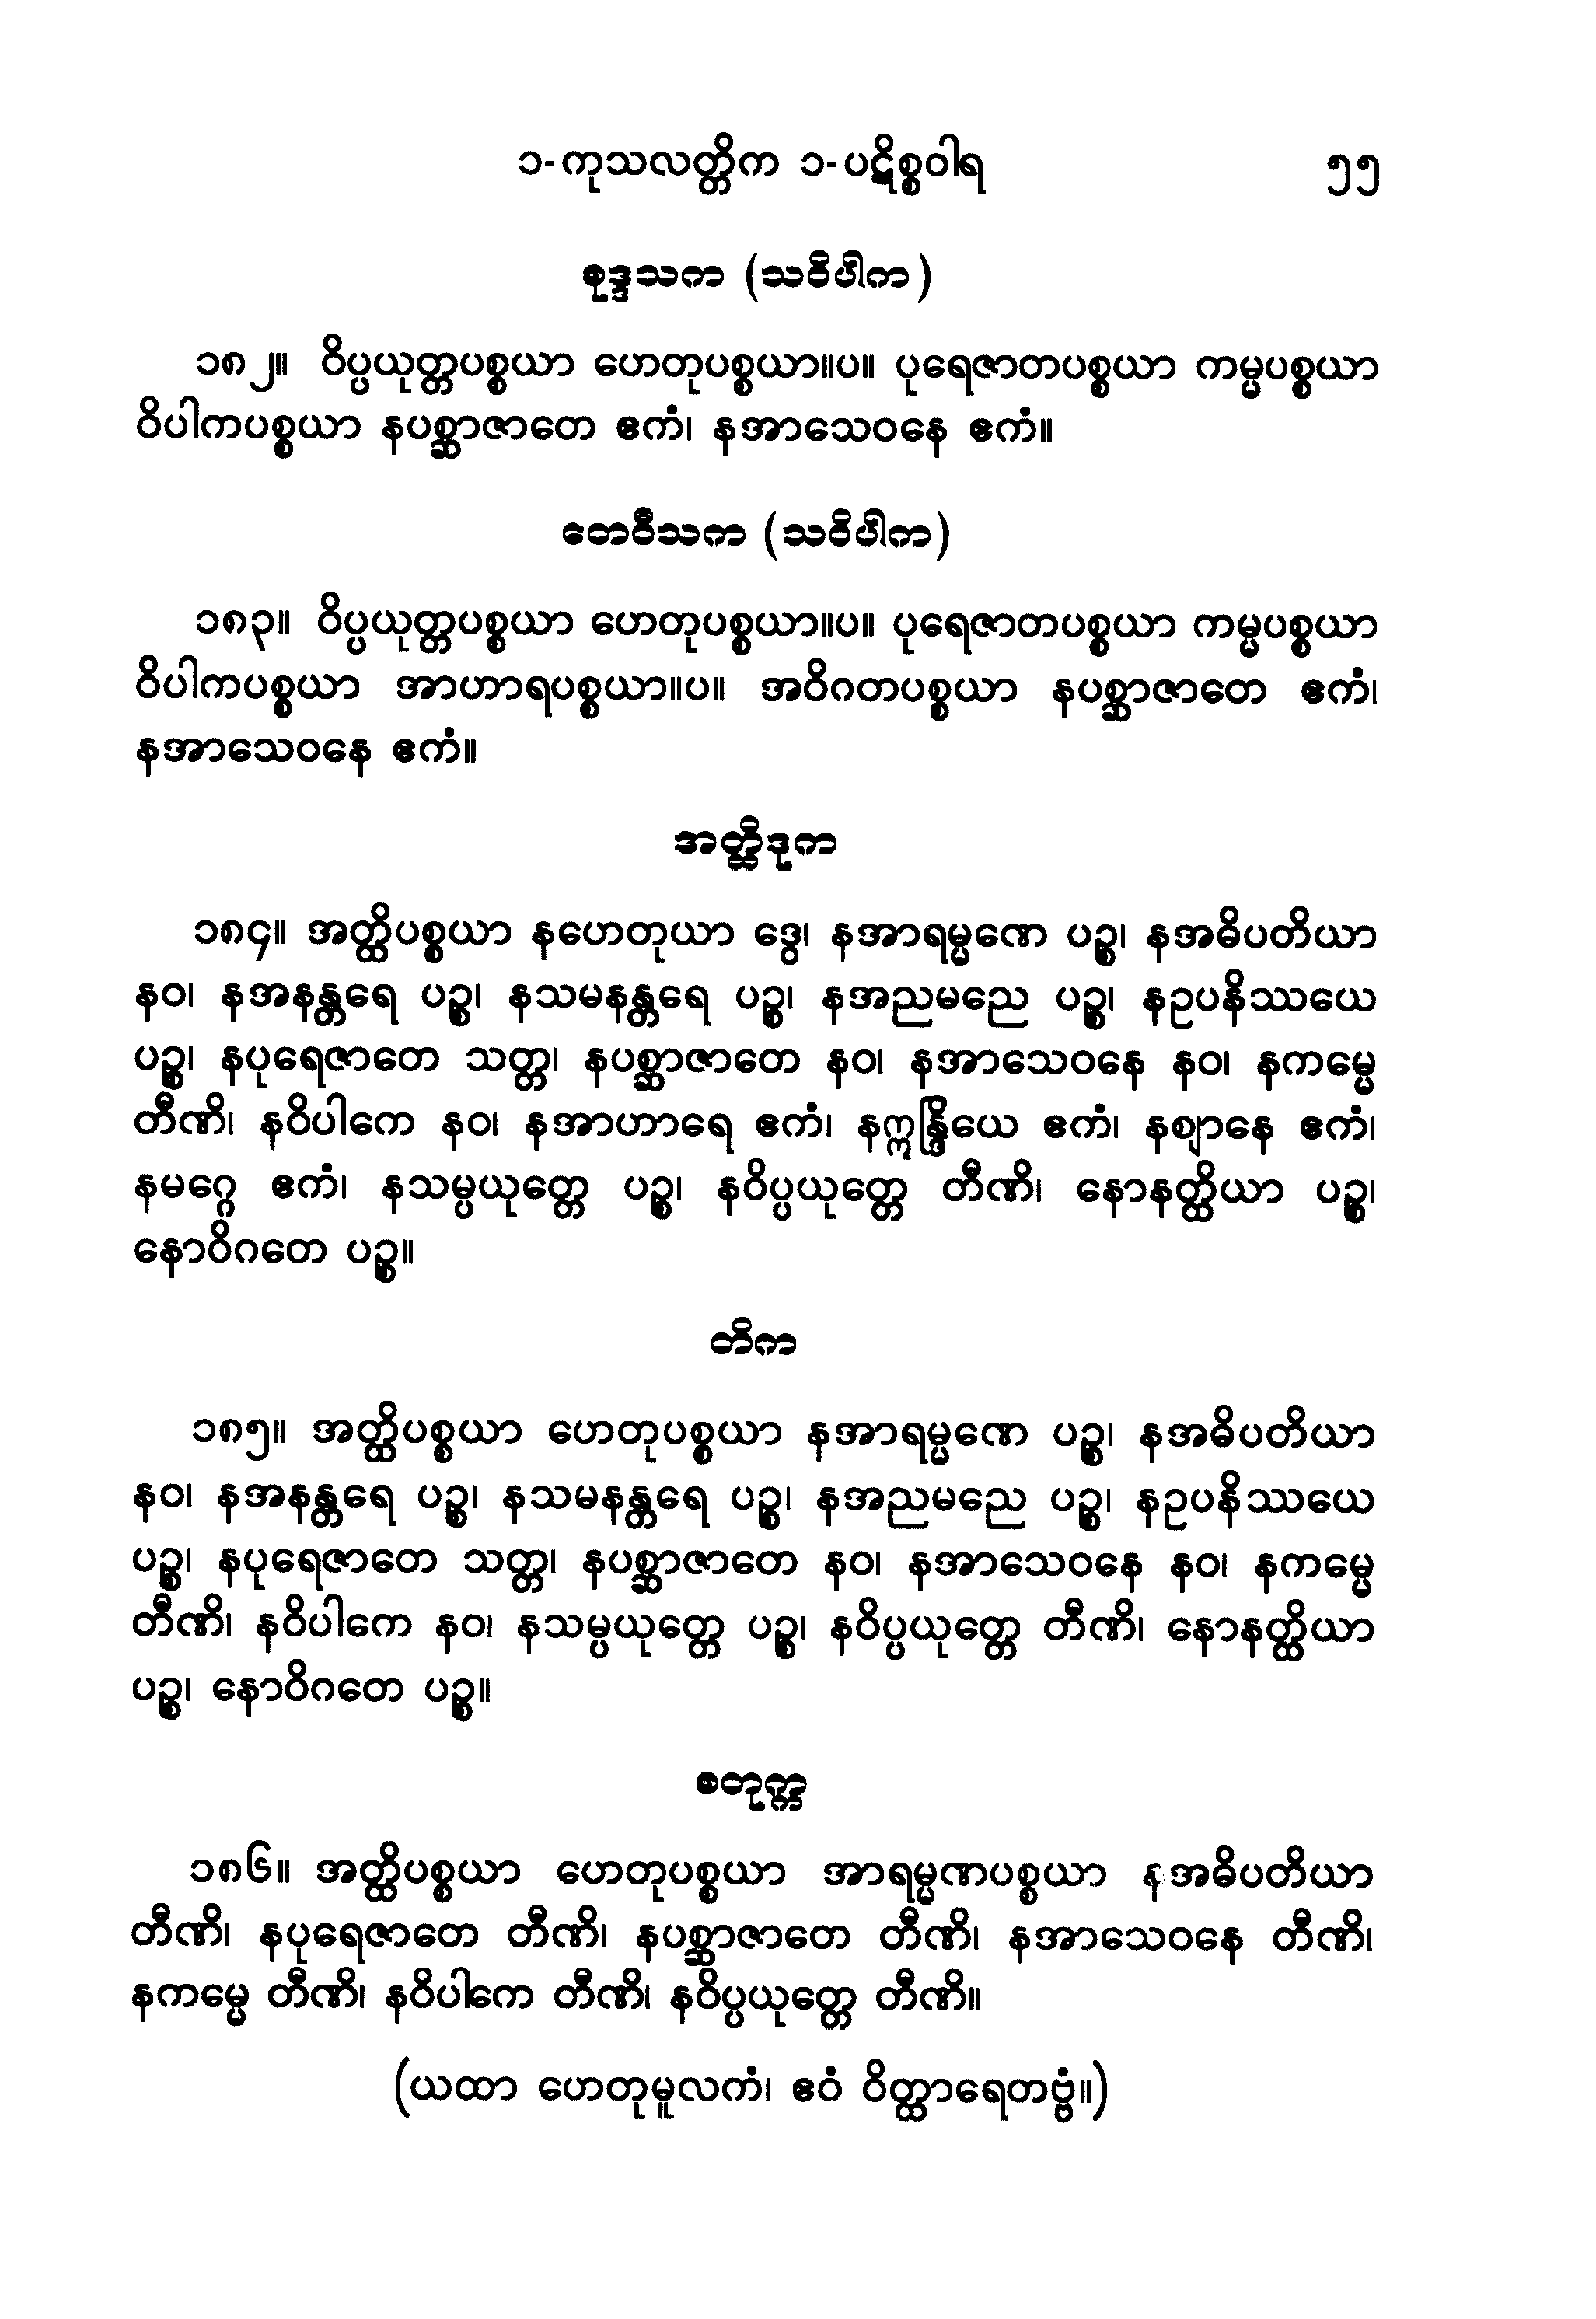 ၁-ကုသလတ္တိက ၁-ပဋိစ္စဝါရ ၅၅
စုဒ္ဒသက (သဝိပါက)
၁၈၂။ ဝိပ္ပယုတ္တပစ္စယာ ဟေတုပစ္စယာ။ပ။ ပုရေဇာတပစ္စယာ ကမ္မပစ္စယာ
ဝိပါကပစ္စယာ နပစ္ဆာဇာတေ ဧကံ၊ နအာသေဝနေ ဧကံ။
တေဝီသက (သဝိပါက)
၁၈၃။ ဝိပ္ပယုတ္တပစ္စယာ ဟေတုပစ္စယာ။ပ။ ပုရေဇာတပစ္စယာ ကမ္မပစ္စယာ
ဝိပါကပစ္စယာ အာဟာရပစ္စယာ။ပ။ အဝိဂတပစ္စယာ နပစ္ဆာဇာတေ ဧကံ၊
နအာသေဝနေ ဧကံ။
အတ္ထိဒုက
၁၈၄။ အတ္ထိပစ္စယာ နဟေတုယာ ဒွေ၊ နအာရမ္မဏေ ပဉ္စ၊ နအဓိပတိယာ
နဝ၊ နအနန္တရေ ပဉ္စ၊ နသမနန္တရေ ပဉ္စ၊ နအညမညေ ပဉ္စ၊ နဥပနိဿယေ
ပဉ္စ၊ နပုရေဇာတေ သတ္တ၊ နပစ္ဆာဇာတေ နဝ၊ နအာသေဝနေ နဝ၊ နကမ္မေ
တီဏိ၊ နဝိပါကေ နဝ၊ နအာဟာရေ ဧကံ၊ နဣန္ဒြိယေ ဧကံ၊ နဈာနေ ဧကံ၊
နမဂ္ဂေ ဧကံ၊ နသမ္ပယုတ္တေ ပဉ္စ၊ နဝိပ္ပယုတ္တေ တီဏိ၊ နောနတ္ထိယာ ပဉ္စ၊
နောဝိဂတေ ပဉ္စ။
တိက
၁၈၅။ အတ္ထိပစ္စယာ ဟေတုပစ္စယာ နအာရမ္မဏေ ပဉ္စ၊ နအဓိပတိယာ
နဝ၊ နအနန္တရေ ပဉ္စ၊ နသမနန္တရေ ပဉ္စ၊ နအညမညေ ပဉ္စ၊ နဥပနိဿယေ
ပဉ္စ၊ နပုရေဇာတေ သတ္တ၊ နပစ္ဆာဇာတေ နဝ၊ နအာသေဝနေ နဝ၊ နကမ္မေ
တီဏိ၊ နဝိပါကေ နဝ၊ နသမ္ပယုတ္တေ ပဉ္စ၊ နဝိပ္ပယုတ္တေ တီဏိ၊ နောနတ္ထိယာ
ပဉ္စ၊ နောဝိဂတေ ပဉ္စ။
စတုက္က
၁၈၆။ အတ္ထိပစ္စယာ ဟေတုပစ္စယာ အာရမ္မဏပစ္စယာ နအဓိပတိယာ
တီဏိ၊ နပုရေဇာတေ တီဏိ၊ နပစ္ဆာဇာတေ တီဏိ၊ နအာသေဝနေ တီဏိ၊
နကမ္မေ တီဏိ၊ နဝိပါကေ တီဏိ၊ နဝိပ္ပယုတ္တေ တီဏိ။
(ယထာ ဟေတုမူလကံ၊ ဧဝံ ဝိတ္ထာရေတဗ္ဗံ။)